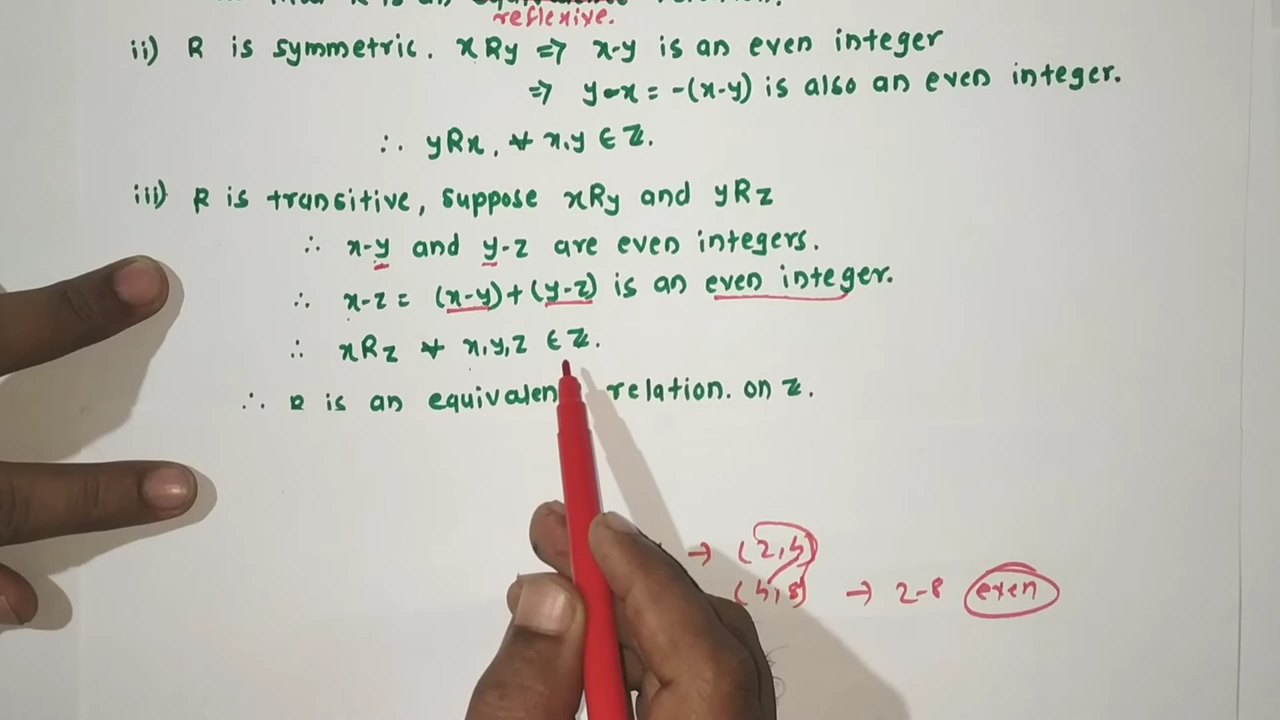 reflexive.
ii) R is symmetric. xRy ⇒ x-y is an even integer
⇒ y-x = -(x-y) is also an even integer.
∴ yRx, ∀ x,y ∈ Z.
iii) R is transitive, suppose xRy and yRz
∴ x-y and y-z are even integers.
∴ x-z = (x-y)+(y-z) is an even integer.
∴ xRz ∀ x,y,z ∈ Z.
∴ R is an relation. on Z.
→ (2,4)
(4,8) → 2-8 even